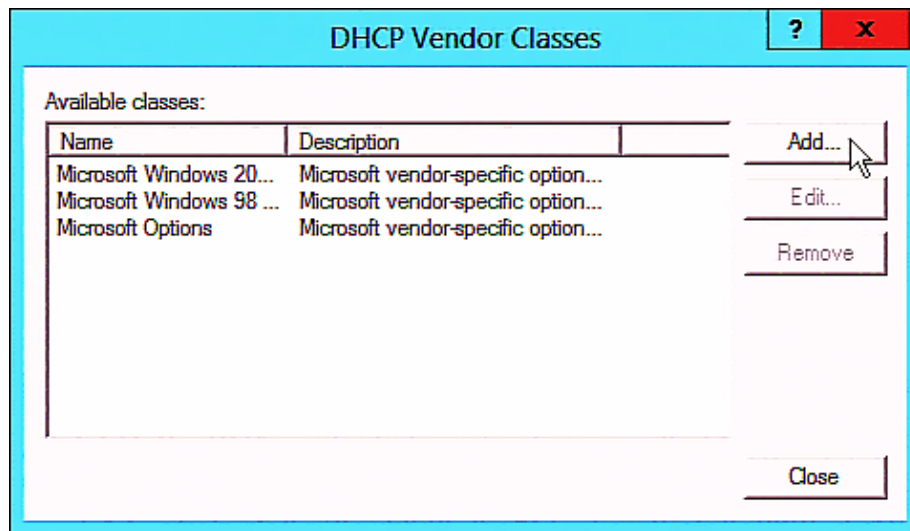 DHCP Vendor Classes ? x
Available classes:
Name Description Add...
Microsoft Windows 20... Microsoft vendor-specific option...
Microsoft Windows 98 ... Microsoft vendor-specific option... Edit...
Microsoft Options Microsoft vendor-specific option...
Remove
Close